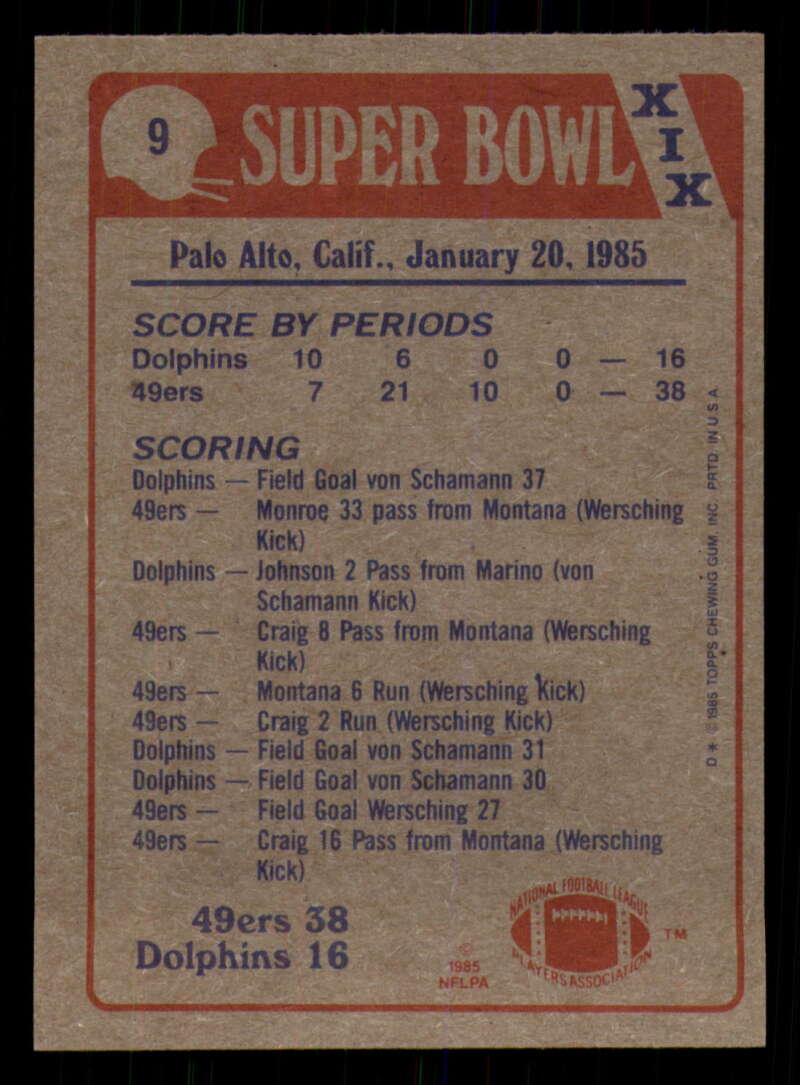 9 SUPER BOWL XIX
Palo Alto, Calif., January 20, 1985
SCORE BY PERIODS
Dolphins 10 6 0 0 — 16
49ers 7 21 10 0 — 38
SCORING
Dolphins — Field Goal von Schamann 37
49ers — Monroe 33 pass from Montana (Wersching
Kick)
Dolphins — Johnson 2 Pass from Marino (von
Schamann Kick)
49ers — Craig 8 Pass from Montana (Wersching
Kick)
49ers — Montana 6 Run (Wersching Kick)
49ers — Craig 2 Run (Wersching Kick)
Dolphins — Field Goal von Schamann 31
Dolphins — Field Goal von Schamann 30
49ers — Field Goal Wersching 27
49ers — Craig 16 Pass from Montana (Wersching
Kick)
49ers 38
Dolphins 16
©
1985
NFLPA
NATIONAL FOOTBALL LEAGUE
PLAYERS ASSOCIATION
TM
D* © 1985 TOPPS CHEWING GUM, INC. PRTD. IN U S A